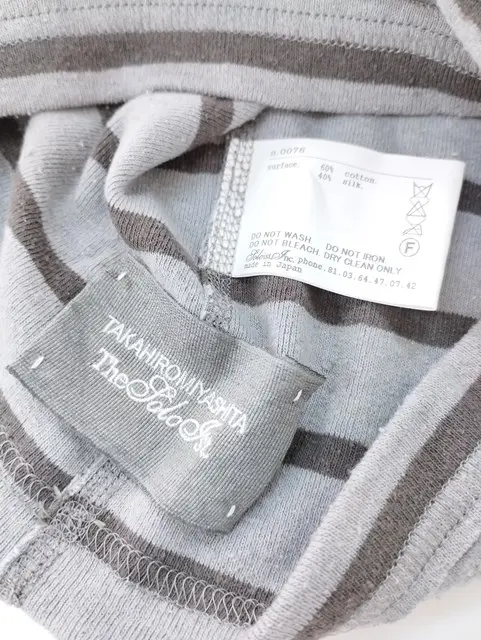 s.0096
surface. 60% cotton.
40% silk.
DO NOT WASH DO NOT IRON
DO NOT BLEACH DRY CLEAN ONLY
Soloist Inc. phone.81.03.64.47.07.42
made in Japan
F
TAKAHIROMIYASHITA
TheSoloIst.